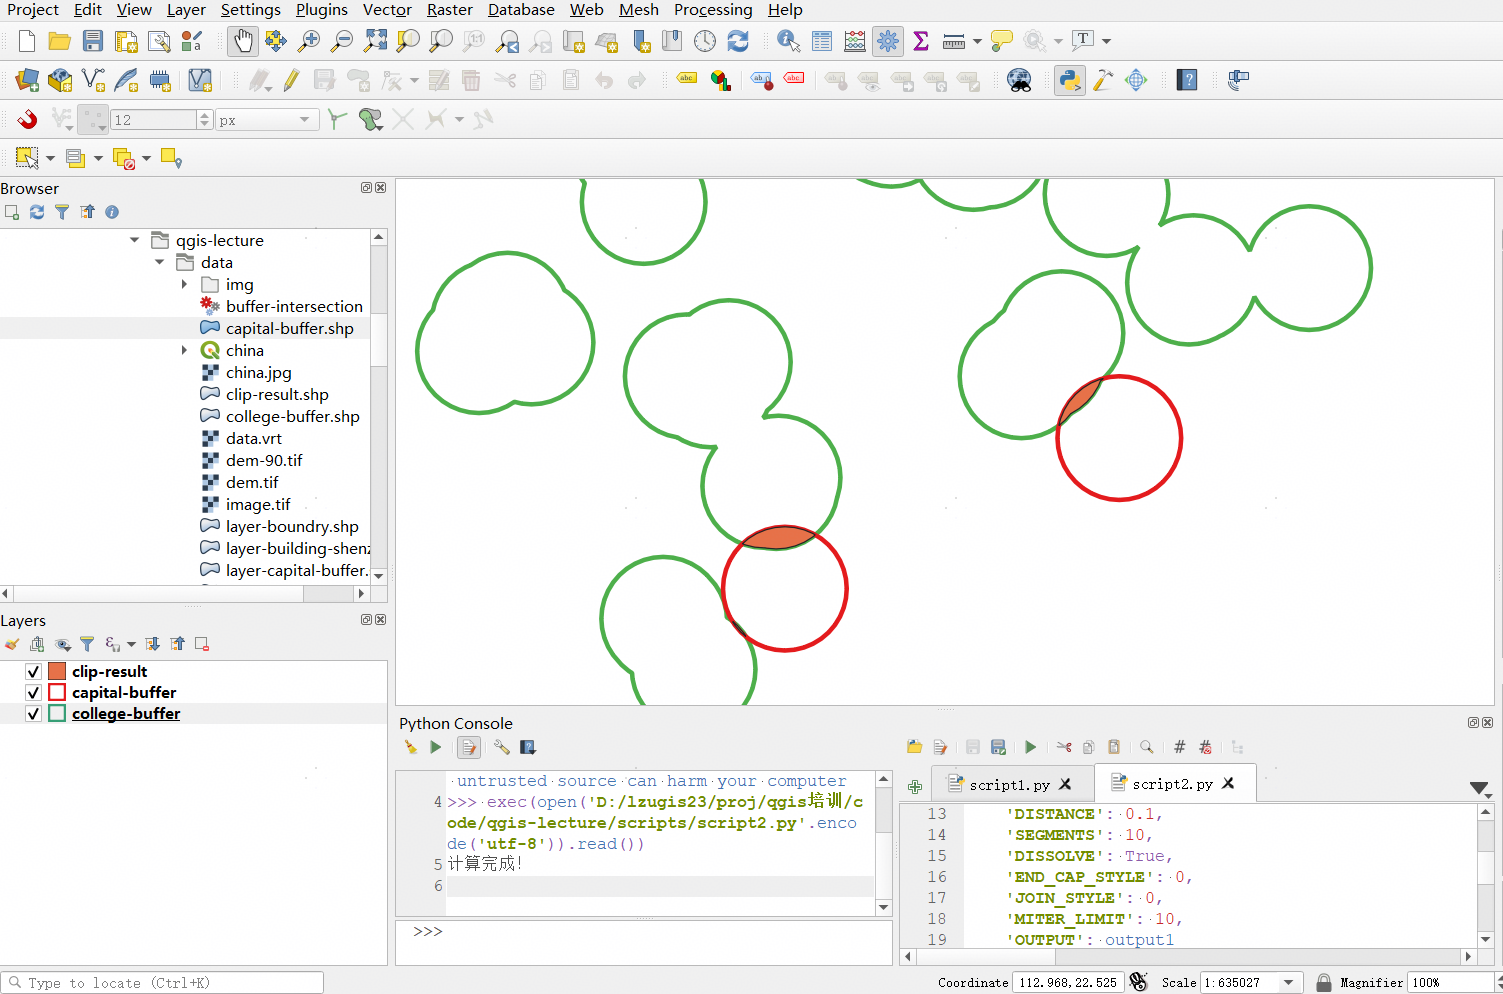 Project Edit View Layer Settings Plugins Vector Raster Database Web Mesh Processing Help
12 px
Browser
qgis-lecture
data
img
buffer-intersection
capital-buffer.shp
china
china.jpg
clip-result.shp
college-buffer.shp
data.vrt
dem-90.tif
dem.tif
image.tif
layer-boundry.shp
layer-building-shenz
layer-capital-buffer.
Layers
clip-result
capital-buffer
college-buffer
Python Console
untrusted source can harm your computer
4 >>> exec(open('D:/lzugis23/proj/qgis培训/c
ode/qgis-lecture/scripts/script2.py'.enco
de('utf-8')).read())
5 计算完成!
6
>>>
script1.py X script2.py X
13 'DISTANCE': 0.1,
14 'SEGMENTS': 10,
15 'DISSOLVE': True,
16 'END_CAP_STYLE': 0,
17 'JOIN_STYLE': 0,
18 'MITER_LIMIT': 10,
19 'OUTPUT': output1
Type to locate (Ctrl+K) Coordinate 112.968,22.525 Scale 1:635027 Magnifier 100%